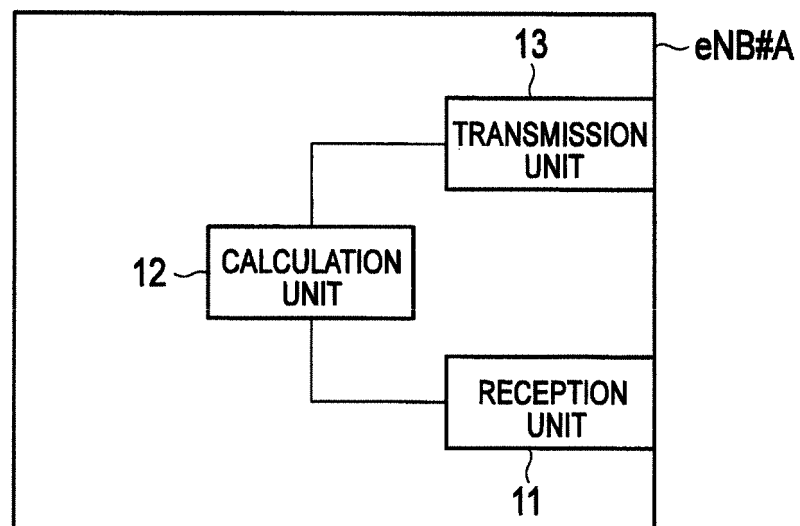 13
eNB#A
TRANSMISSION
UNIT
12
CALCULATION
UNIT
RECEPTION
UNIT
11